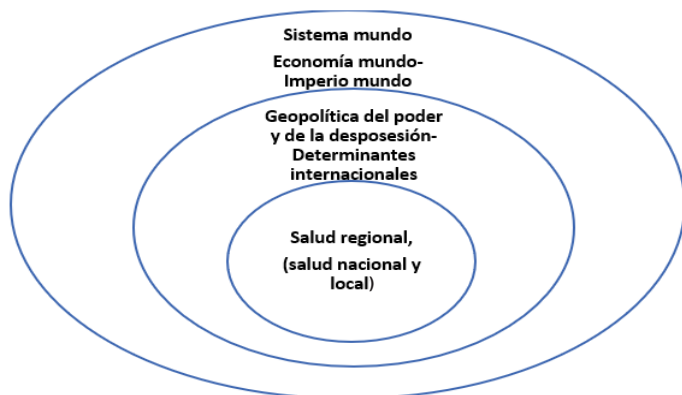 Sistema mundo
Economía mundo-
Imperio mundo
Geopolítica del poder
y de la desposesión-
Determinantes
internacionales
Salud regional,
(salud nacional y
local)